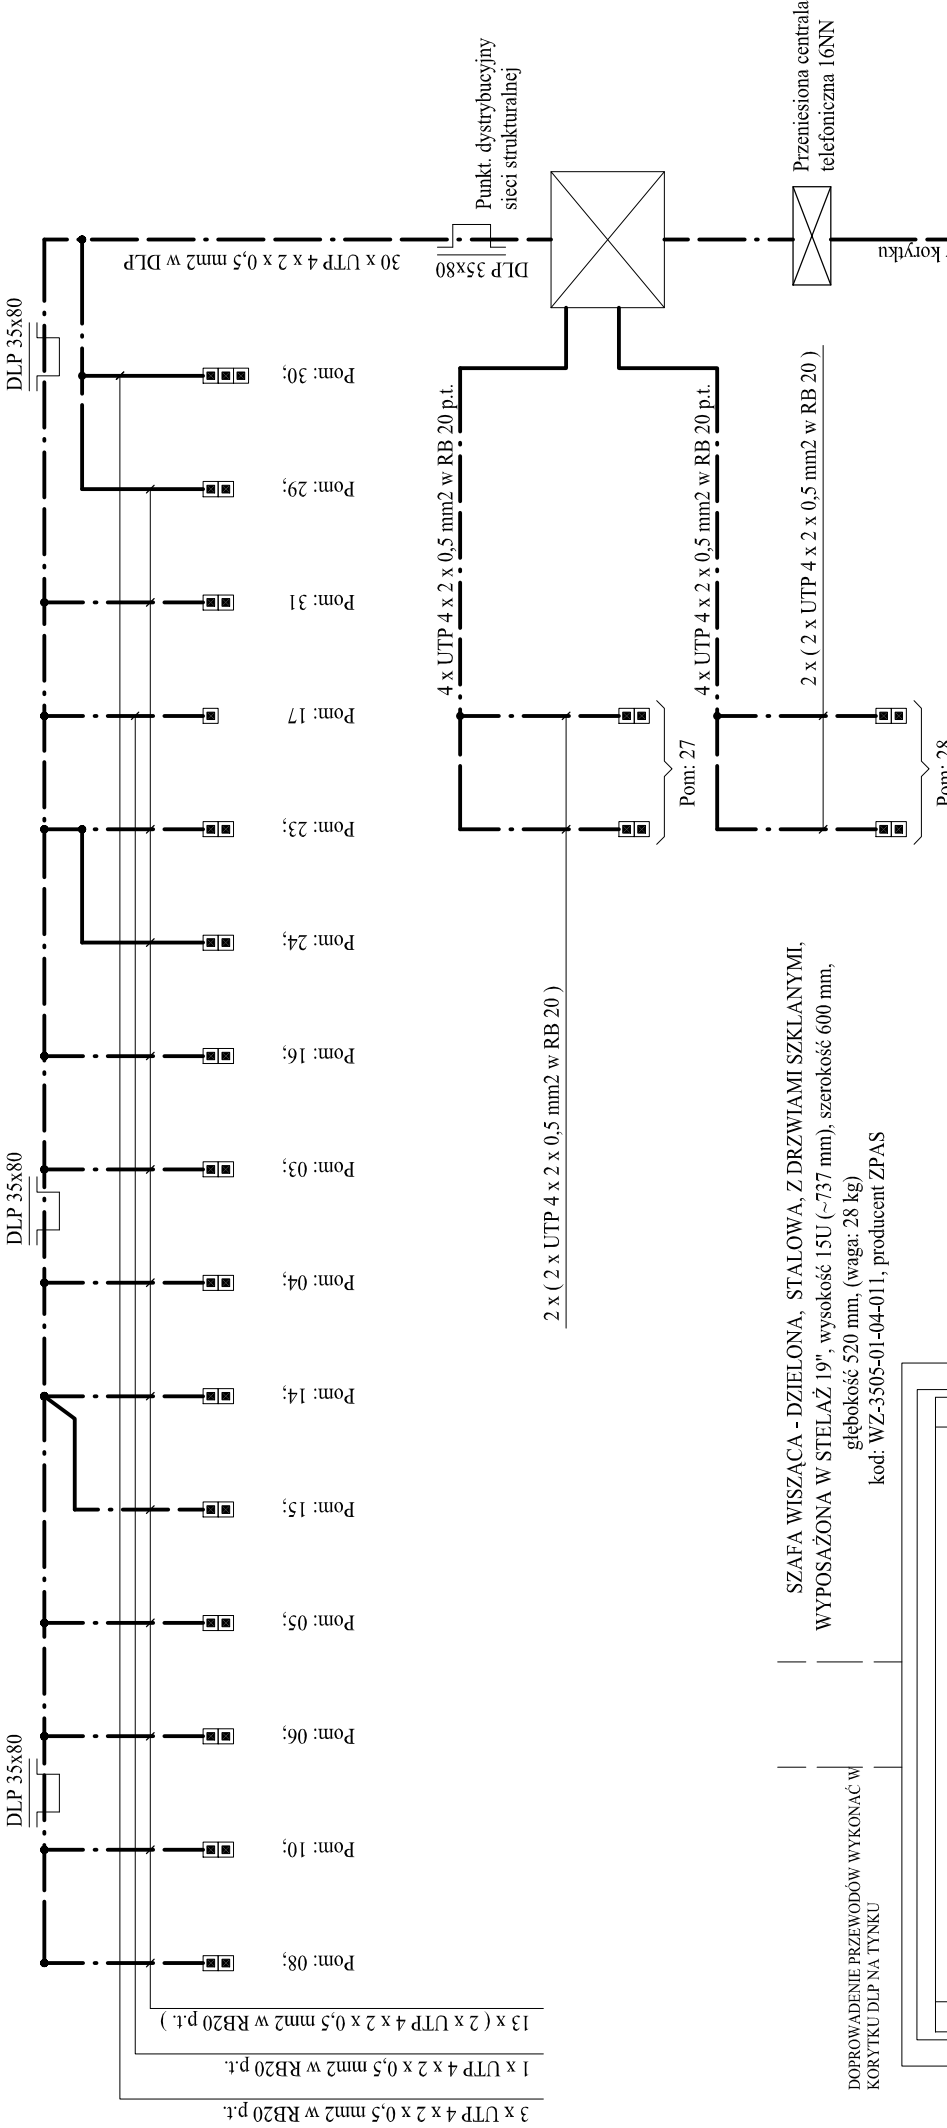 DLP 35x80
30 x UTP 4 x 2 x 0,5 mm2 w DLP
DLP 35x80
Punkt. dystrybucyjny
sieci strukturalnej
Przeniesiona centrala
telefoniczna 16NN
korytku
Pom: 30;
Pom: 29;
Pom: 31
Pom: 17
Pom: 23;
Pom: 24;
Pom: 16;
DLP 35x80
Pom: 03;
Pom: 04;
Pom: 14;
Pom: 15;
Pom: 05;
Pom: 06;
DLP 35x80
Pom: 10;
Pom: 08;
13 x ( 2 x UTP 4 x 2 x 0,5 mm2 w RB20 p.t. )
1 x UTP 4 x 2 x 0,5 mm2 w RB20 p.t.
3 x UTP 4 x 2 x 0,5 mm2 w RB20 p.t.
4 x UTP 4 x 2 x 0,5 mm2 w RB 20 p.t.
4 x UTP 4 x 2 x 0,5 mm2 w RB 20 p.t.
2 x ( 2 x UTP 4 x 2 x 0,5 mm2 w RB 20 )
Pom: 27
Pom: 28
2 x ( 2 x UTP 4 x 2 x 0,5 mm2 w RB 20 )
SZAFA WISZĄCA - DZIELONA, STALOWA, Z DRZWIAMI SZKLANYMI,
WYPOSAŻONA W STELAŻ 19", wysokość 15U (~737 mm), szerokość 600 mm,
głębokość 520 mm, (waga: 28 kg)
kod: WZ-3505-01-04-011, producent ZPAS
DOPROWADENIE PRZEWODÓW WYKONAĆ W
KORYTKU DLP NA TYNKU